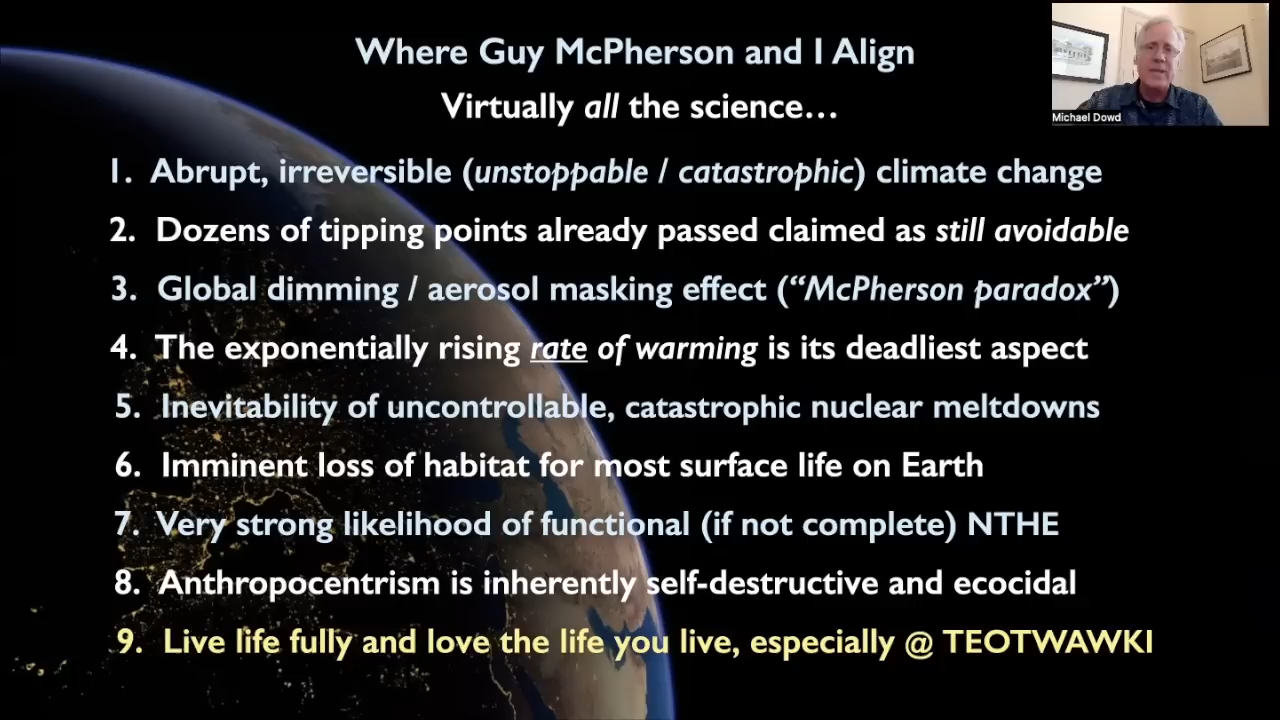 Where Guy McPherson and I Align
Michael Dowd
Virtually all the science…
1. Abrupt, irreversible (unstoppable / catastrophic) climate change
2. Dozens of tipping points already passed claimed as still avoidable
3. Global dimming / aerosol masking effect (“McPherson paradox”)
4. The exponentially rising rate of warming is its deadliest aspect
5. Inevitability of uncontrollable, catastrophic nuclear meltdowns
6. Imminent loss of habitat for most surface life on Earth
7. Very strong likelihood of functional (if not complete) NTHE
8. Anthropocentrism is inherently self-destructive and ecocidal
9. Live life fully and love the life you live, especially @ TEOTWAWKI